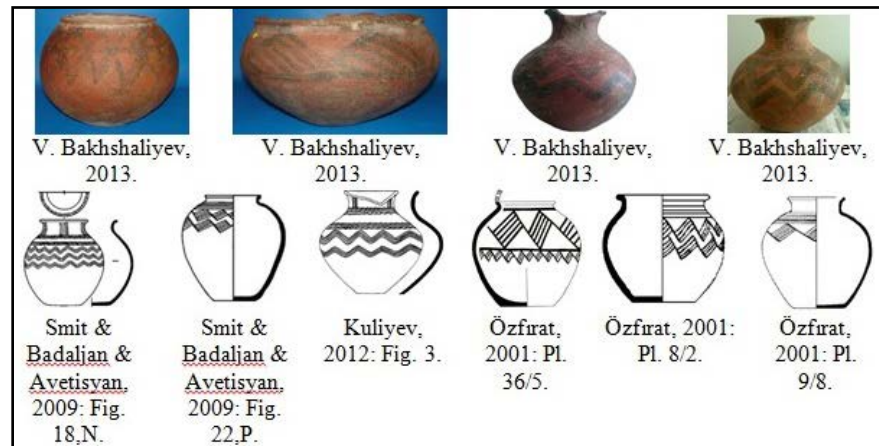 V. Bakhshaliyev,
2013.
V. Bakhshaliyev,
2013.
V. Bakhshaliyev,
2013.
V. Bakhshaliyev,
2013.
Smit &
Badaljan &
Avetisyan,
2009: Fig.
18,N.
Smit &
Badaljan &
Avetisyan,
2009: Fig.
22,P.
Kuliyev,
2012: Fig. 3.
Özfırat,
2001: Pl.
36/5.
Özfırat, 2001:
Pl. 8/2.
Özfırat,
2001: Pl.
9/8.